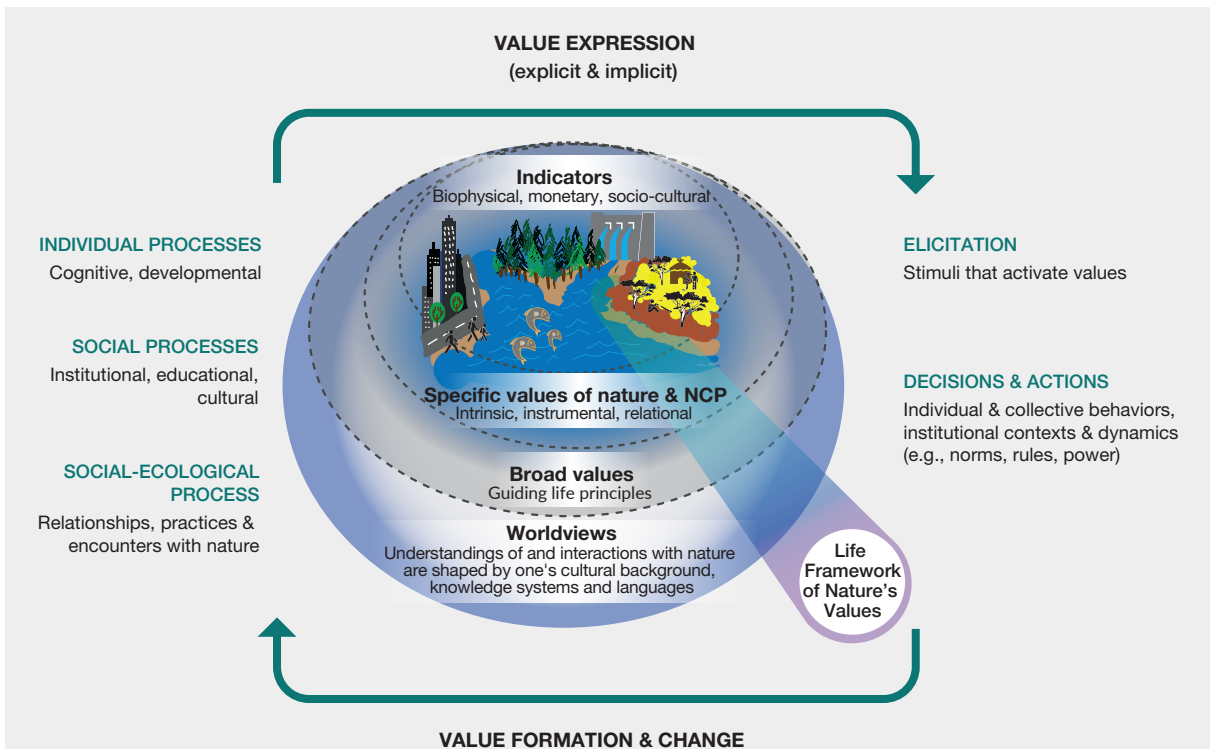 VALUE EXPRESSION
(explicit & implicit)
INDIVIDUAL PROCESSES
Cognitive, developmental
SOCIAL PROCESSES
Institutional, educational,
cultural
SOCIAL-ECOLOGICAL
PROCESS
Relationships, practices &
encounters with nature
Indicators
Biophysical, monetary, socio-cultural
Specific values of nature & NCP
Intrinsic, instrumental, relational
Broad values
Guiding life principles
Worldviews
Understandings of and interactions with nature
are shaped by one's cultural background,
knowledge systems and languages
Life
Framework
of Nature’s
Values
ELICITATION
Stimuli that activate values
DECISIONS & ACTIONS
Individual & collective behaviors,
institutional contexts & dynamics
(e.g., norms, rules, power)
VALUE FORMATION & CHANGE